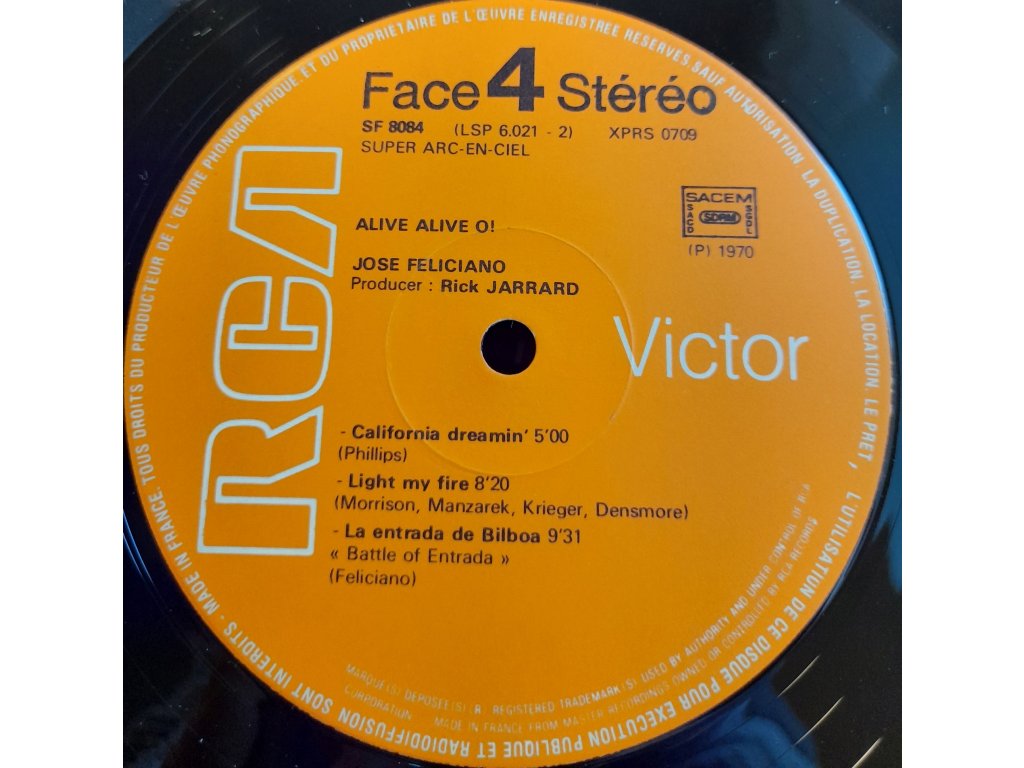 Face 4 Stéréo
SF 8084 (LSP 6.021 - 2) XPRS 0709
SUPER ARC-EN-CIEL
SACEM
SACD SDRM SGDL
(P) 1970
ALIVE ALIVE O!
JOSE FELICIANO
Producer : Rick JARRARD
RCA
Victor
- California dreamin' 5'00
(Phillips)
- Light my fire 8'20
(Morrison, Manzarek, Krieger, Densmore)
- La entrada de Bilboa 9'31
« Battle of Entrada »
(Feliciano)
MARQUE(S) DEPOSEE(S) (R. REGISTERED TRADEMARK(S) USED BY AUTHORITY AND UNDER CONTROL OF RCA
CORPORATION MADE IN FRANCE FROM MASTER RECORDINGS OWNED OR CONTROLLED BY RCA RECORDS
MADE IN FRANCE. TOUS DROITS DU PRODUCTEUR DE L'ŒUVRE PHONOGRAPHIQUE. ET DU PROPRIETAIRE DE L'ŒUVRE ENREGISTREE RESERVES. SAUF AUTORISATION. LA DUPLICATION. LA LOCATION. LE PRET, L'UTILISATIUN DE CE DISQUE POUR EXECUTION PUBLIQUE ET RADIODIFFUSION SONT INTERDITS -